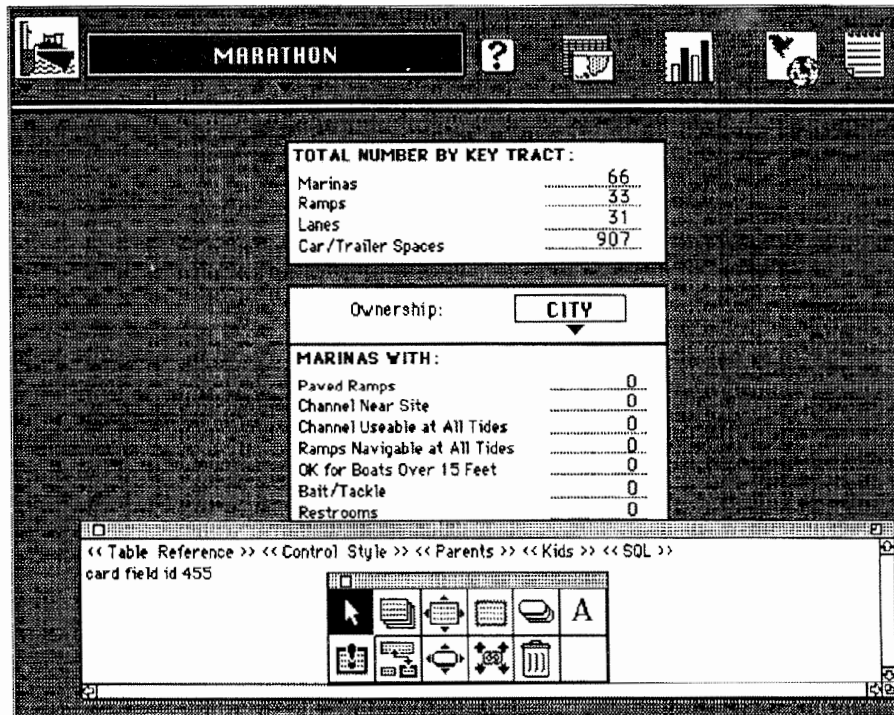 MARATHON
?
TOTAL NUMBER BY KEY TRACT:
Marinas 66
Ramps 33
Lanes 31
Car/Trailer Spaces 907
Ownership: CITY
MARINAS WITH:
Paved Ramps 0
Channel Near Site 0
Channel Useable at All Tides 0
Ramps Navigable at All Tides 0
OK for Boats Over 15 Feet 0
Bait/Tackle 0
Restrooms 0
<< Table Reference >> << Control Style >> << Parents >> << Kids >> << SQL >>
card field id 455
A